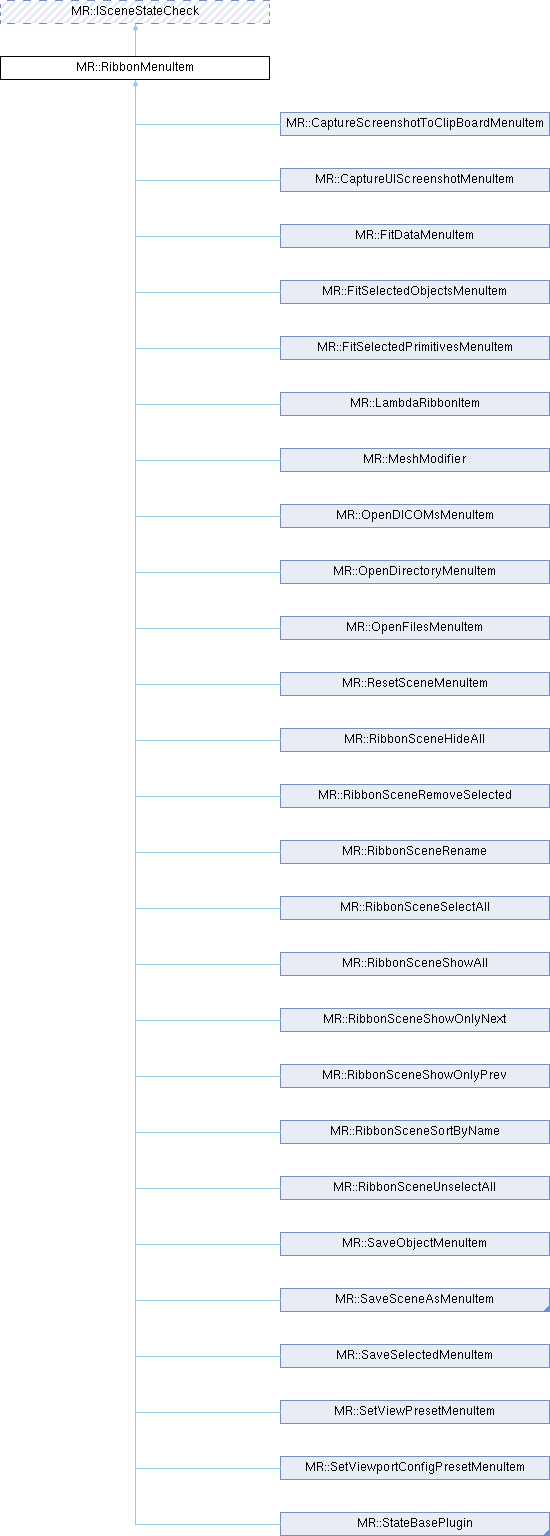 MR::ISceneStateCheck
MR::RibbonMenuItem
MR::CaptureScreenshotToClipBoardMenuItem
MR::CaptureUIScreenshotMenuItem
MR::FitDataMenuItem
MR::FitSelectedObjectsMenuItem
MR::FitSelectedPrimitivesMenuItem
MR::LambdaRibbonItem
MR::MeshModifier
MR::OpenDICOMsMenuItem
MR::OpenDirectoryMenuItem
MR::OpenFilesMenuItem
MR::ResetSceneMenuItem
MR::RibbonSceneHideAll
MR::RibbonSceneRemoveSelected
MR::RibbonSceneRename
MR::RibbonSceneSelectAll
MR::RibbonSceneShowAll
MR::RibbonSceneShowOnlyNext
MR::RibbonSceneShowOnlyPrev
MR::RibbonSceneSortByName
MR::RibbonSceneUnselectAll
MR::SaveObjectMenuItem
MR::SaveSceneAsMenuItem
MR::SaveSelectedMenuItem
MR::SetViewPresetMenuItem
MR::SetViewportConfigPresetMenuItem
MR::StateBasePlugin